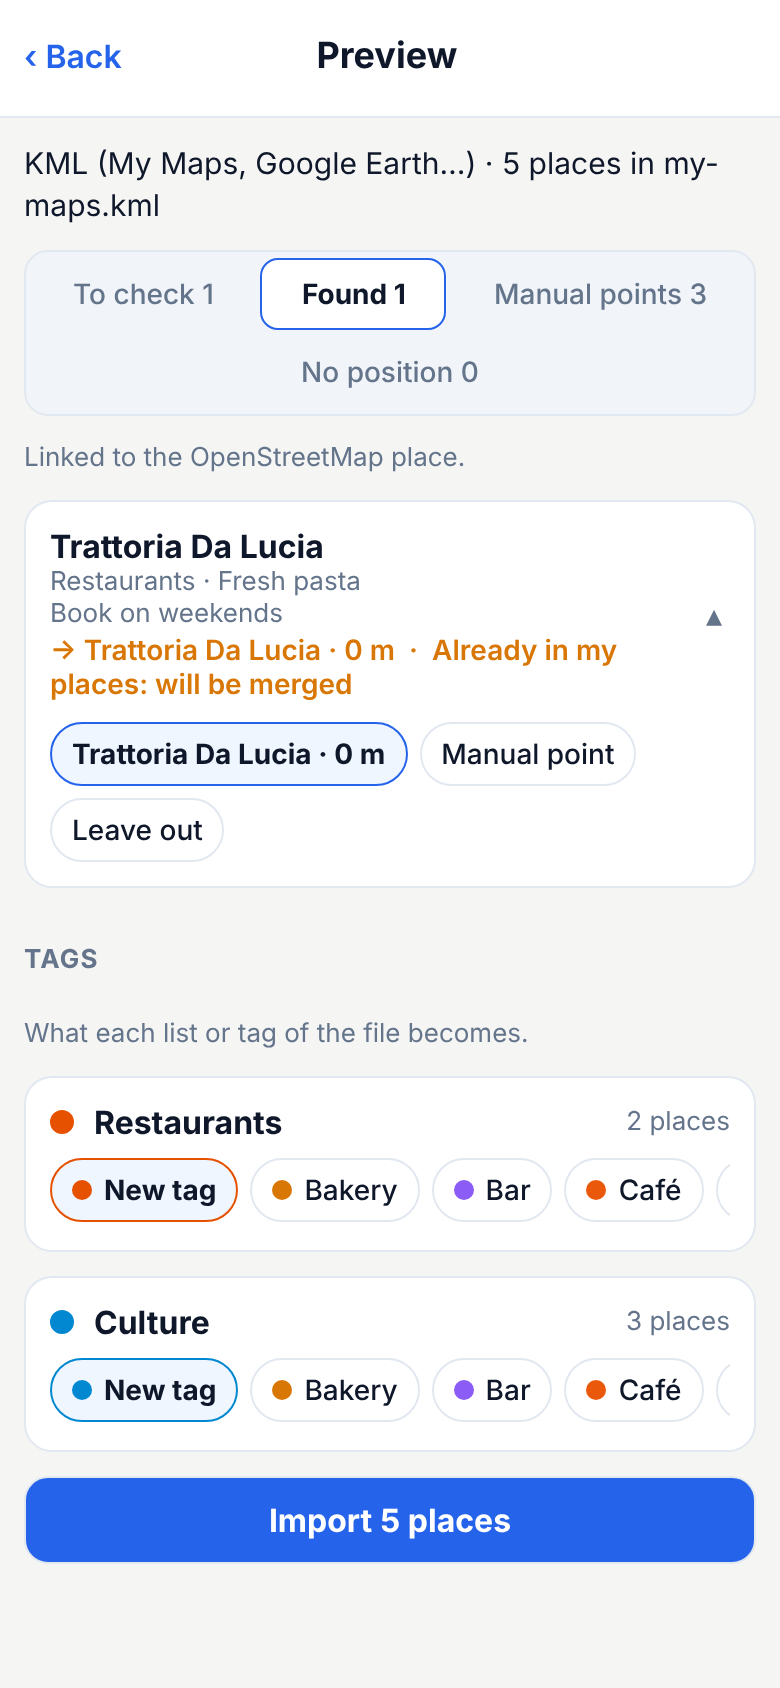 ‹ Back
Preview
KML (My Maps, Google Earth...) · 5 places in my-
maps.kml
To check 1
Found 1
Manual points 3
No position 0
Linked to the OpenStreetMap place.
Trattoria Da Lucia
Restaurants · Fresh pasta
Book on weekends
→ Trattoria Da Lucia · 0 m · Already in my
places: will be merged
Trattoria Da Lucia · 0 m
Manual point
Leave out
TAGS
What each list or tag of the file becomes.
Restaurants
2 places
New tag
Bakery
Bar
Café
Culture
3 places
New tag
Bakery
Bar
Café
Import 5 places